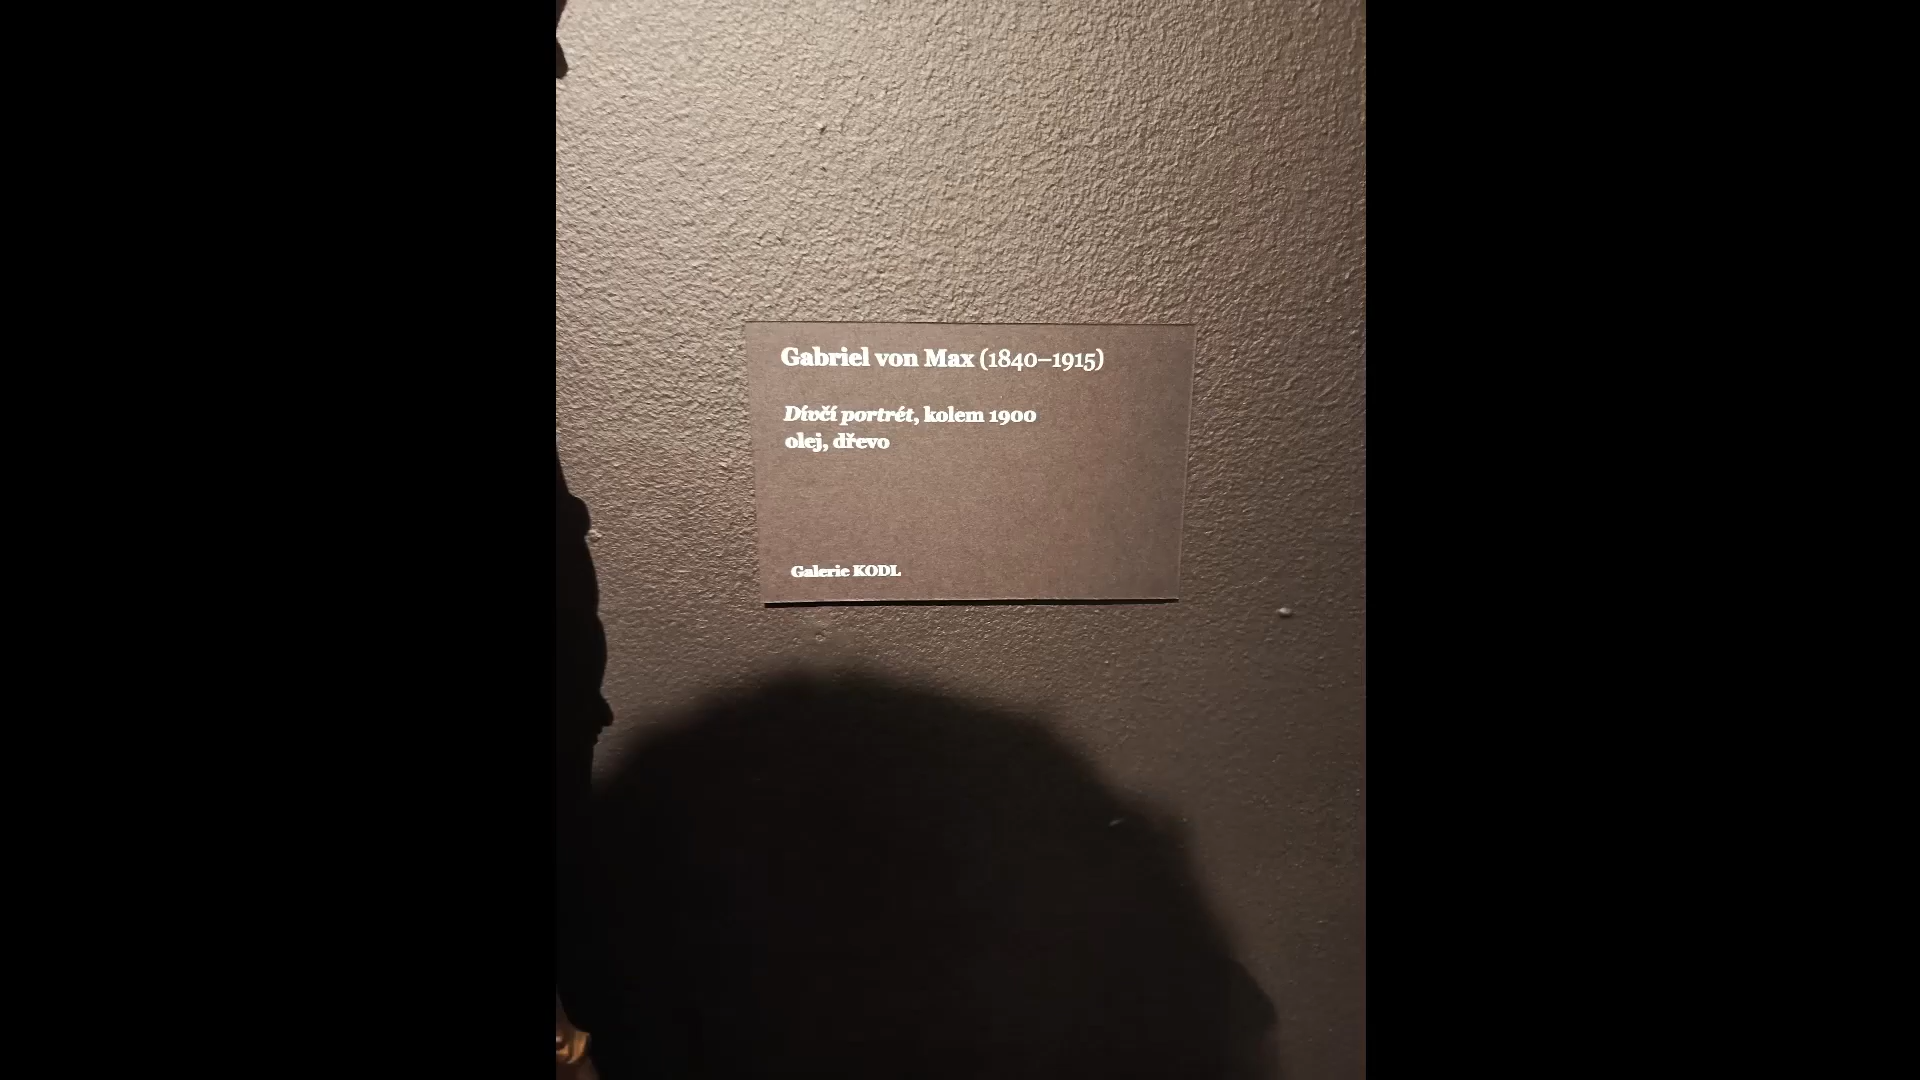 Gabriel von Max (1840–1915)
Dívčí portrét, kolem 1900
olej, dřevo
Galerie KODL